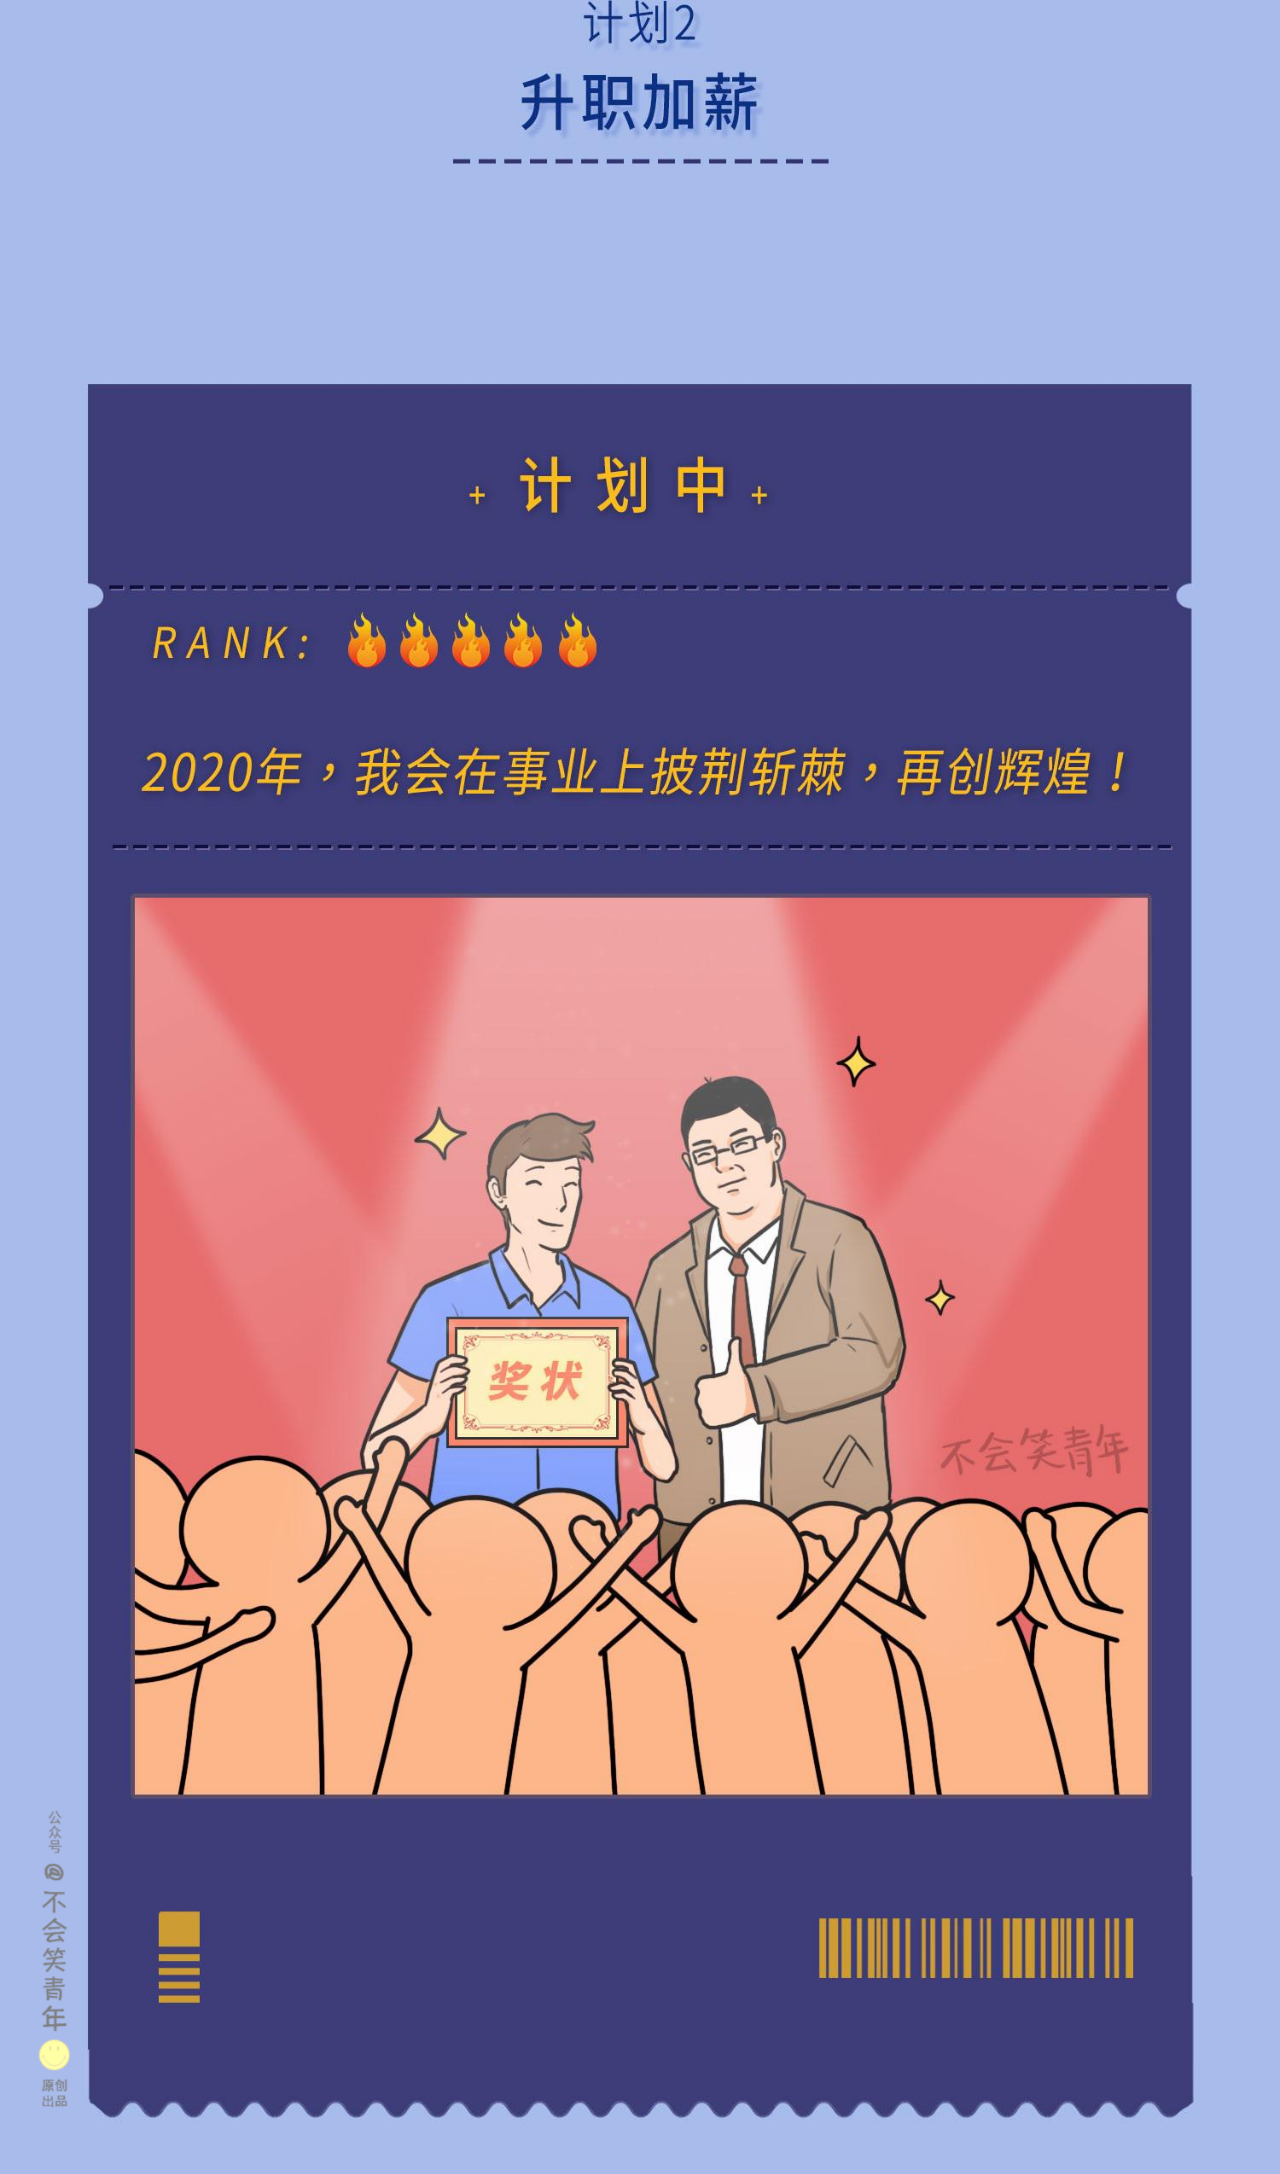 计划2
升职加薪
+ 计划中 +
RANK: 🔥🔥🔥🔥🔥
2020年，我会在事业上披荆斩棘，再创辉煌！
奖状
不会笑青年
公众号
@不会笑青年
原创
出品